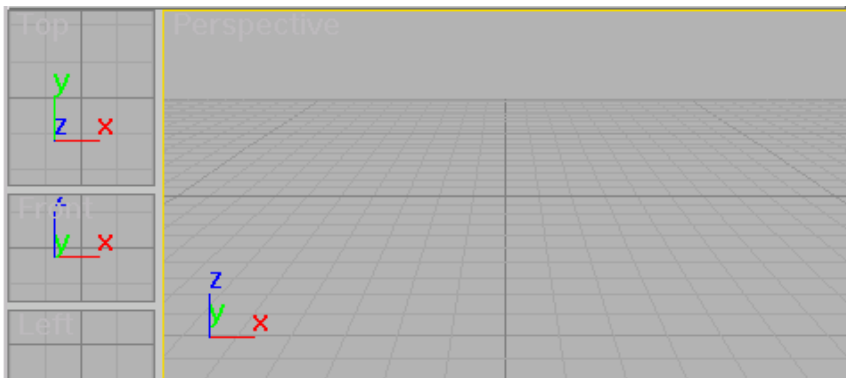 Top
y
z x
Front
y x
Left
Perspective
z
y x